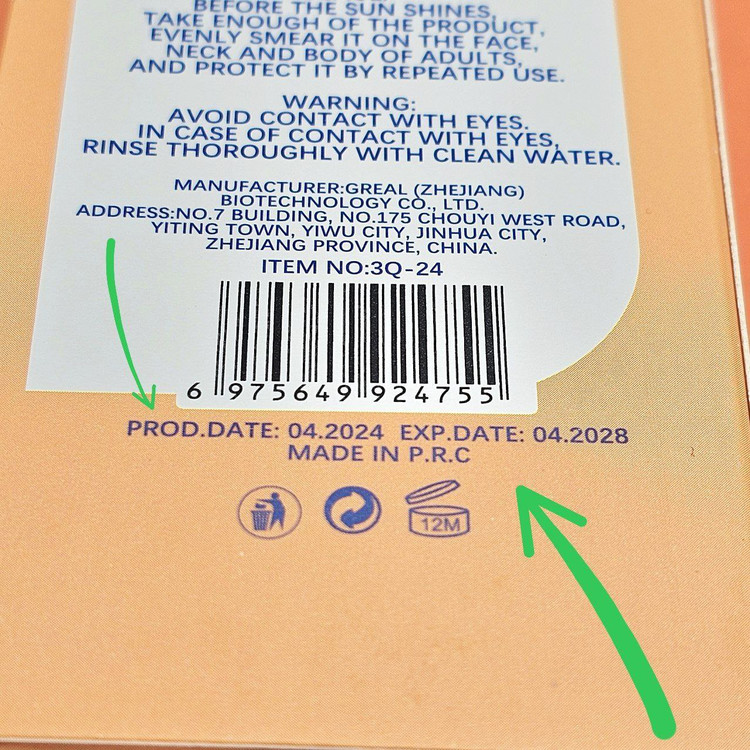 BEFORE THE SUN SHINES,
TAKE ENOUGH OF THE PRODUCT,
EVENLY SMEAR IT ON THE FACE,
NECK AND BODY OF ADULTS,
AND PROTECT IT BY REPEATED USE.
WARNING:
AVOID CONTACT WITH EYES.
IN CASE OF CONTACT WITH EYES,
RINSE THOROUGHLY WITH CLEAN WATER.
MANUFACTURER:GREAL (ZHEJIANG)
BIOTECHNOLOGY CO., LTD.
ADDRESS:NO.7 BUILDING, NO.175 CHOUYI WEST ROAD,
YITING TOWN, YIWU CITY, JINHUA CITY,
ZHEJIANG PROVINCE, CHINA.
ITEM NO:3Q-24
6 975649 924755
PROD.DATE: 04.2024 EXP.DATE: 04.2028
MADE IN P.R.C
12M